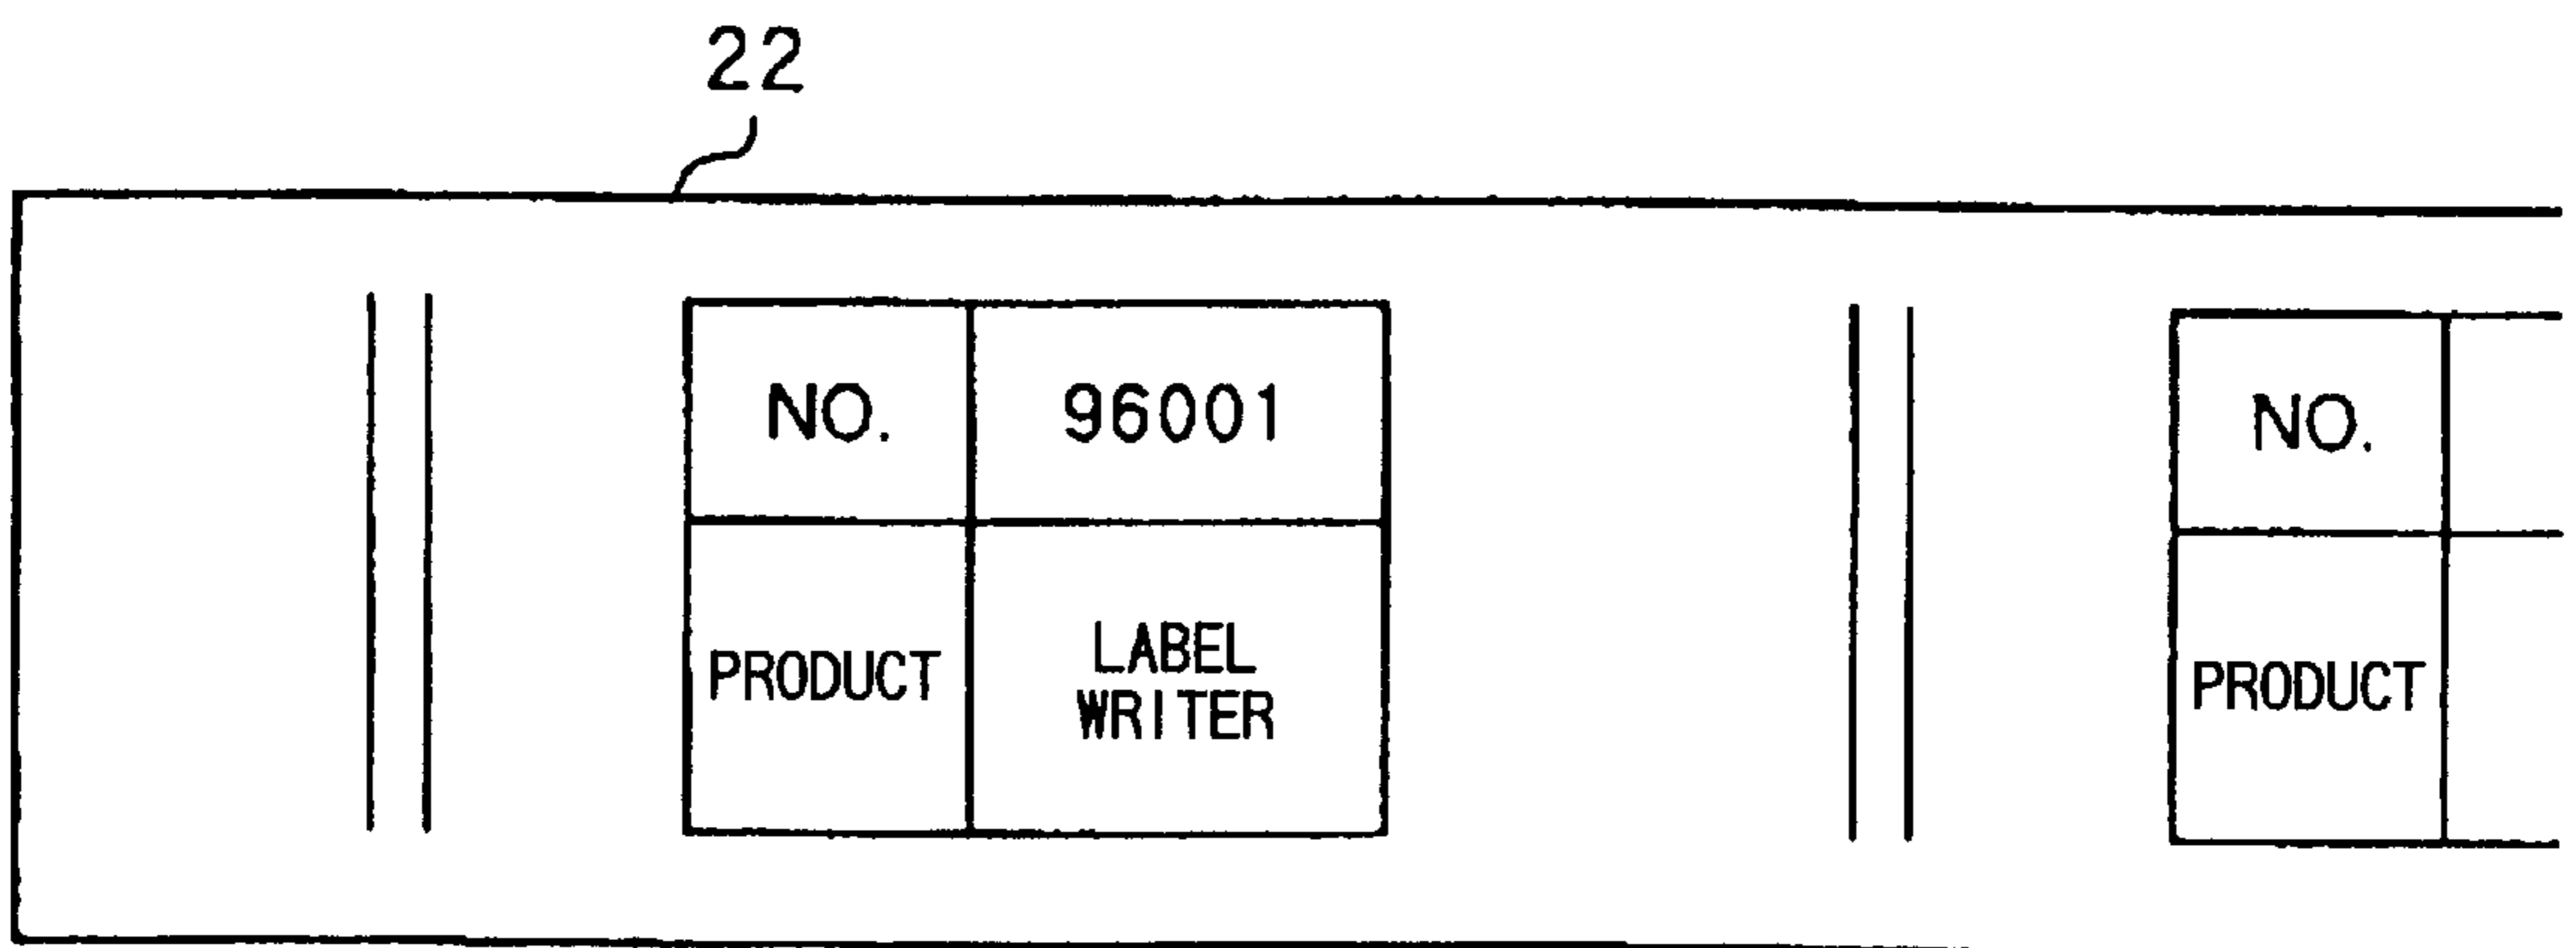 22
NO. 96001
PRODUCT LABEL
WRITER
NO.
PRODUCT